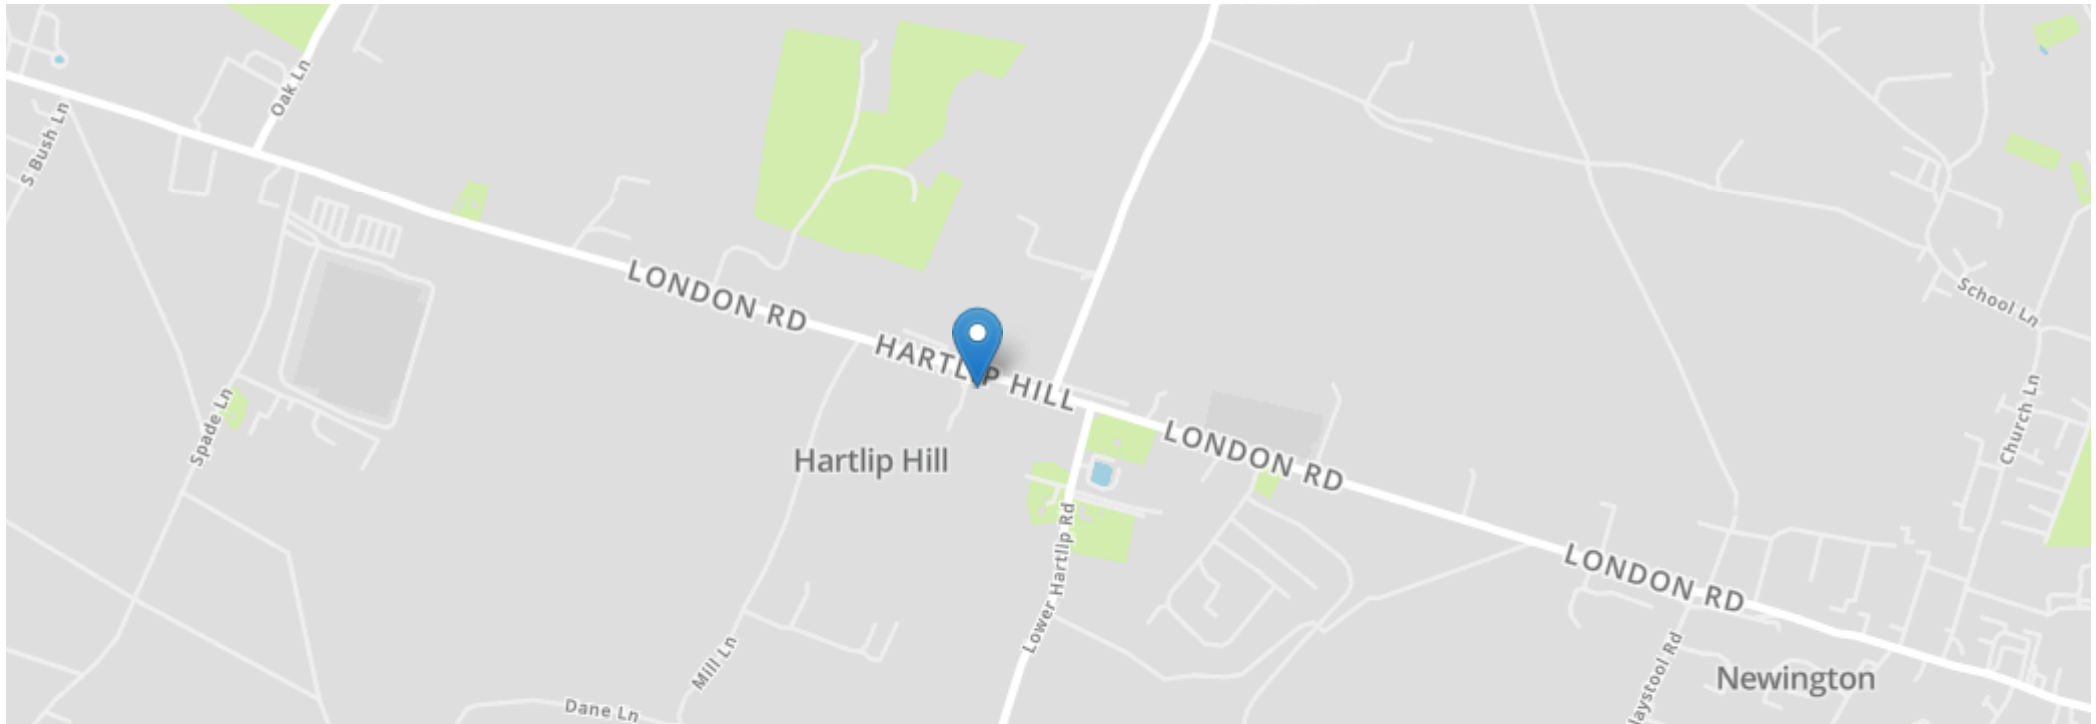 Oak Ln
S Bush Ln
LONDON RD
HARTLIP HILL
School Ln
Spade Ln
Church Ln
Hartlip Hill
LONDON RD
Lower Hartlip Rd
LONDON RD
Mill Ln
Newington
Dane Ln